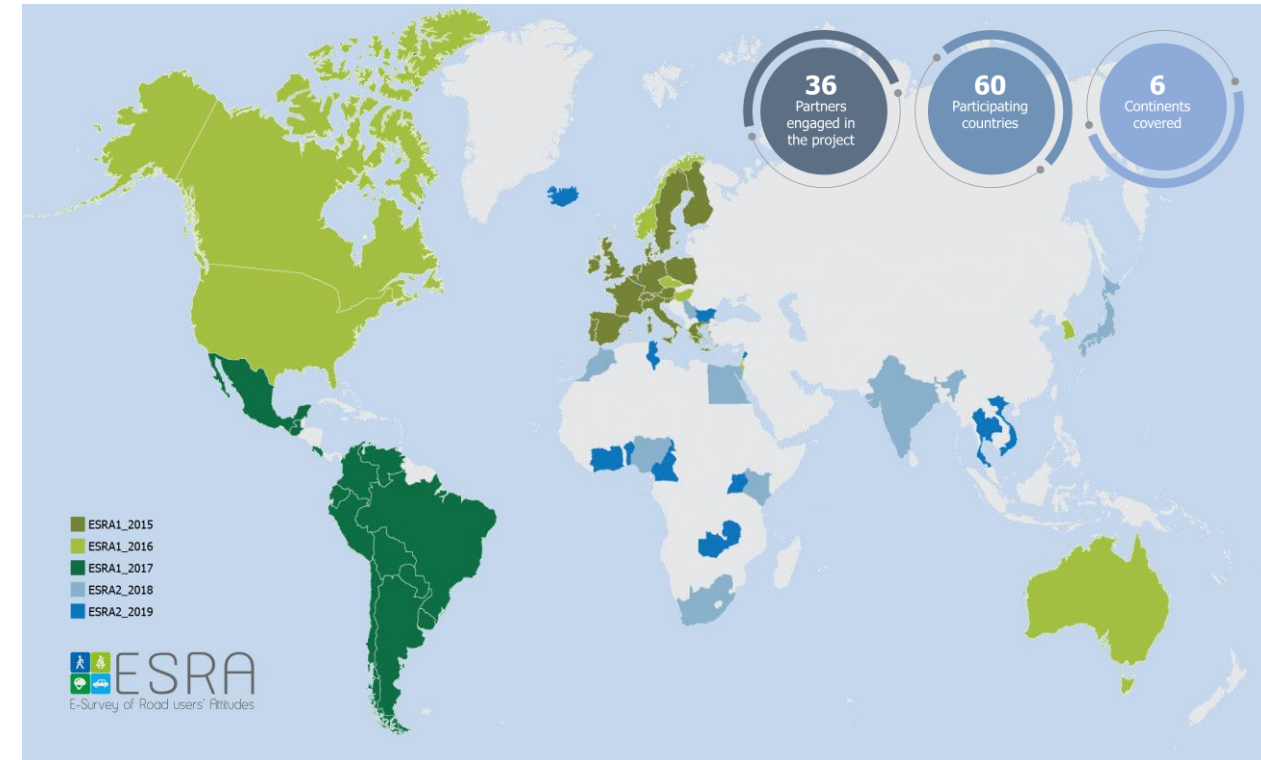 36
Partners
engaged in
the project
60
Participating
countries
6
Continents
covered
ESRA1_2015
ESRA1_2016
ESRA1_2017
ESRA2_2018
ESRA2_2019
ESRA
E-Survey of Road users' Attitudes